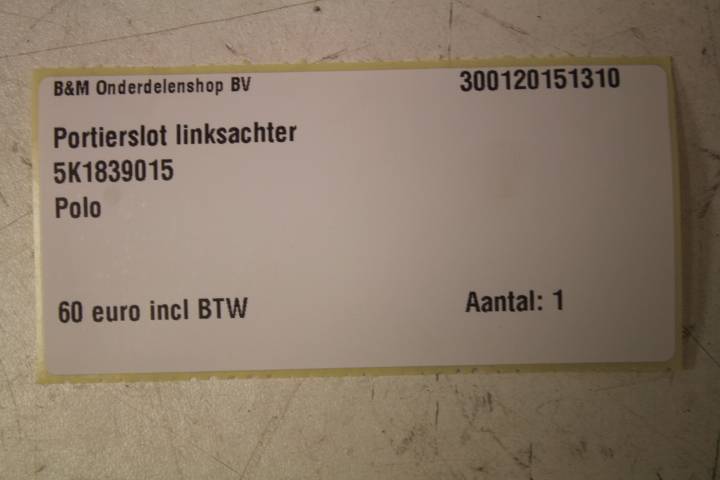 B&M Onderdelenshop BV 300120151310
Portierslot linksachter
5K1839015
Polo
60 euro incl BTW Aantal: 1